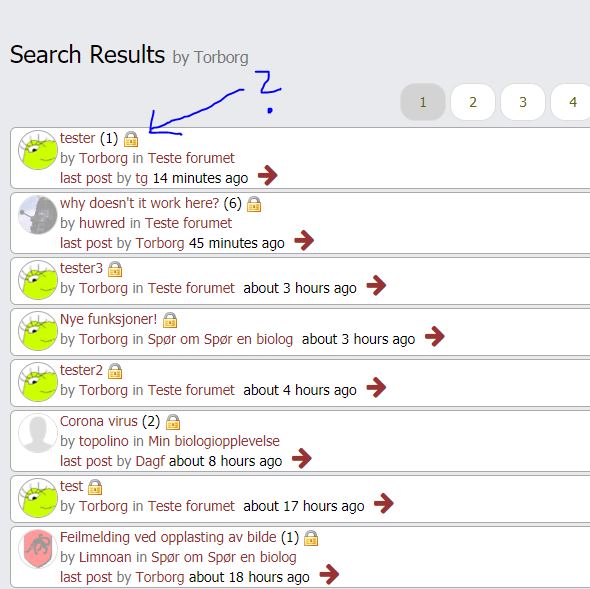 Search Results by Torborg
?
1 2 3 4
tester (1)
by Torborg in Teste forumet
last post by tg 14 minutes ago
why doesn't it work here? (6)
by huwred in Teste forumet
last post by Torborg 45 minutes ago
tester3
by Torborg in Teste forumet about 3 hours ago
Nye funksjoner!
by Torborg in Spør om Spør en biolog about 3 hours ago
tester2
by Torborg in Teste forumet about 4 hours ago
Corona virus (2)
by topolino in Min biologiopplevelse
last post by Dagf about 8 hours ago
test
by Torborg in Teste forumet about 17 hours ago
Feilmelding ved opplasting av bilde (1)
by Limnoan in Spør om Spør en biolog
last post by Torborg about 18 hours ago